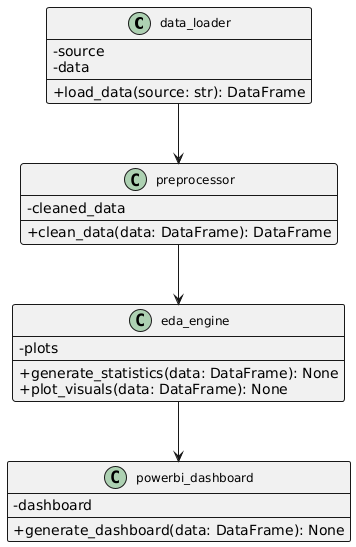 C data_loader
-source
-data
+load_data(source: str): DataFrame
C preprocessor
-cleaned_data
+clean_data(data: DataFrame): DataFrame
C eda_engine
-plots
+generate_statistics(data: DataFrame): None
+plot_visuals(data: DataFrame): None
C powerbi_dashboard
-dashboard
+generate_dashboard(data: DataFrame): None